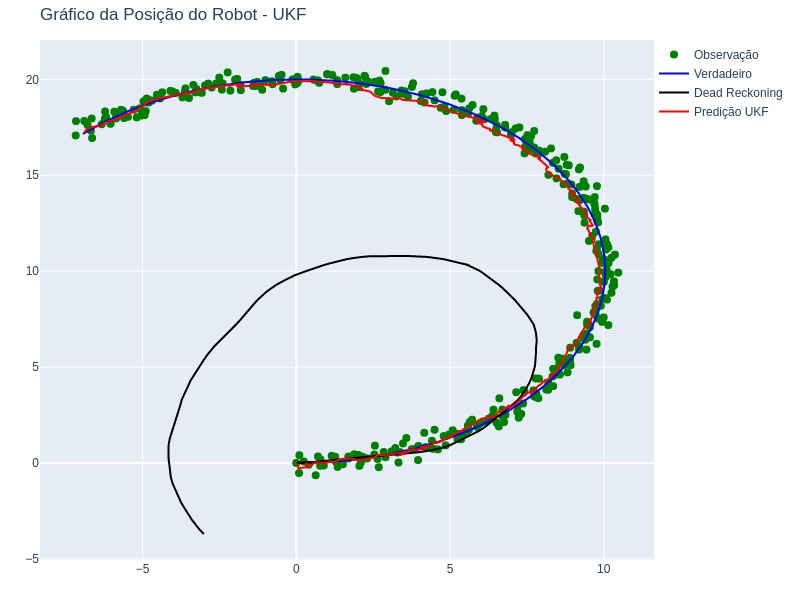 Gráfico da Posição do Robot - UKF
Observação
Verdadeiro
Dead Reckoning
Predição UKF
20
15
10
5
0
−5
−5
0
5
10